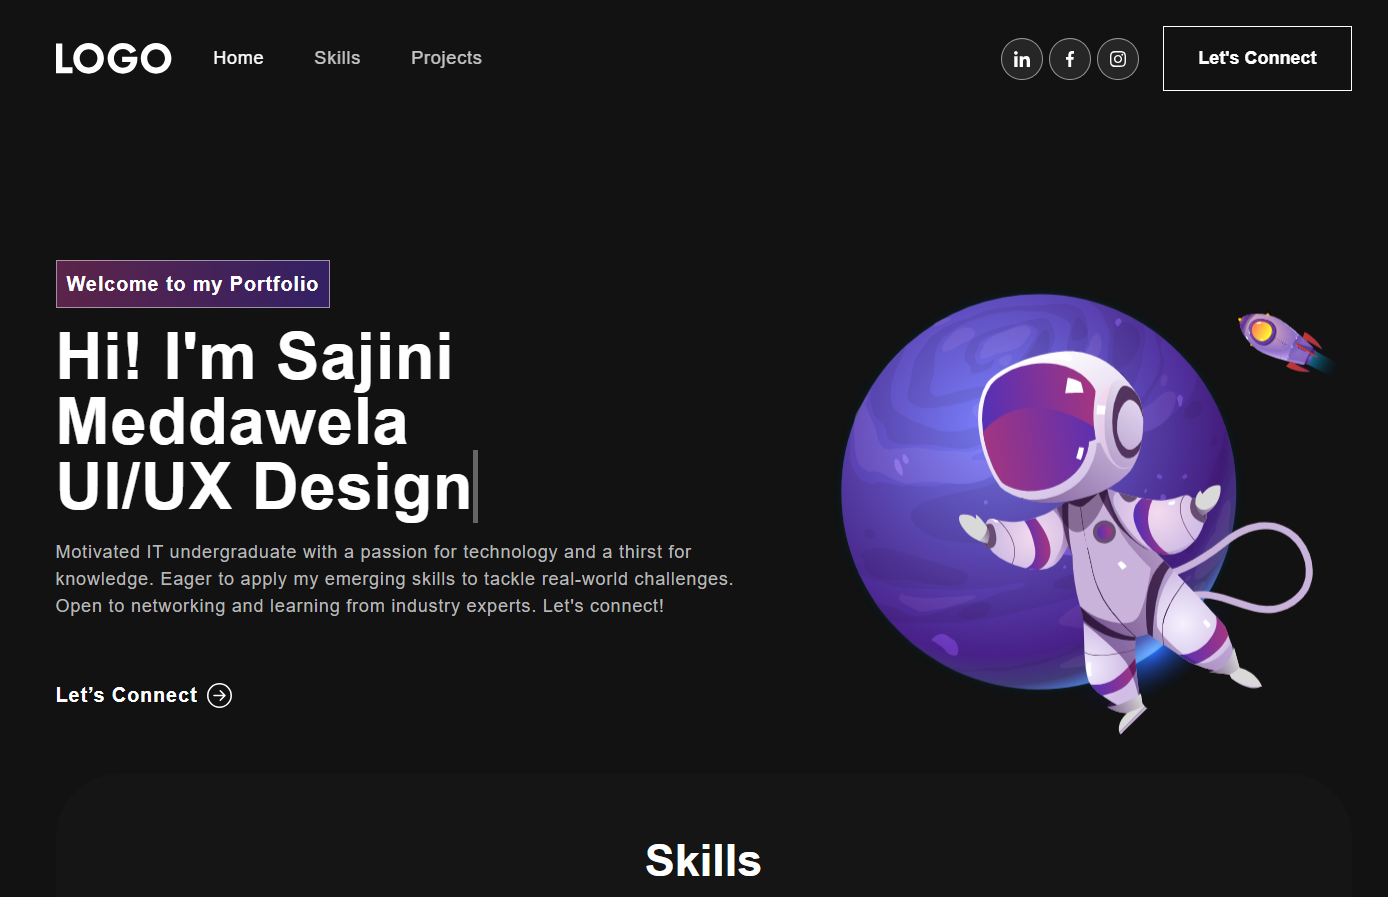 LOGO Home Skills Projects Let's Connect
Welcome to my Portfolio
Hi! I'm Sajini
Meddawela
UI/UX Design
Motivated IT undergraduate with a passion for technology and a thirst for
knowledge. Eager to apply my emerging skills to tackle real-world challenges.
Open to networking and learning from industry experts. Let's connect!
Let’s Connect
Skills